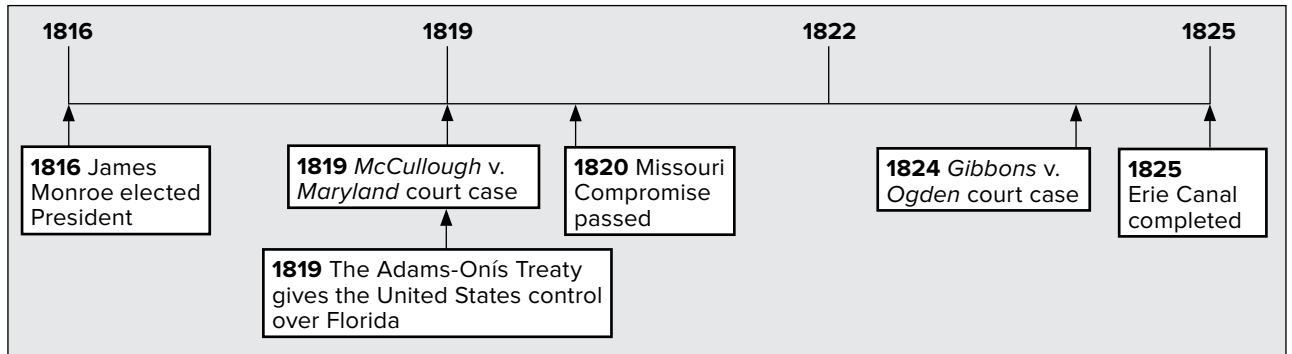 1816
1819
1822
1825
1816 James
Monroe elected
President
1819 McCullough v.
Maryland court case
1819 The Adams-Onís Treaty
gives the United States control
over Florida
1820 Missouri
Compromise
passed
1824 Gibbons v.
Ogden court case
1825
Erie Canal
completed